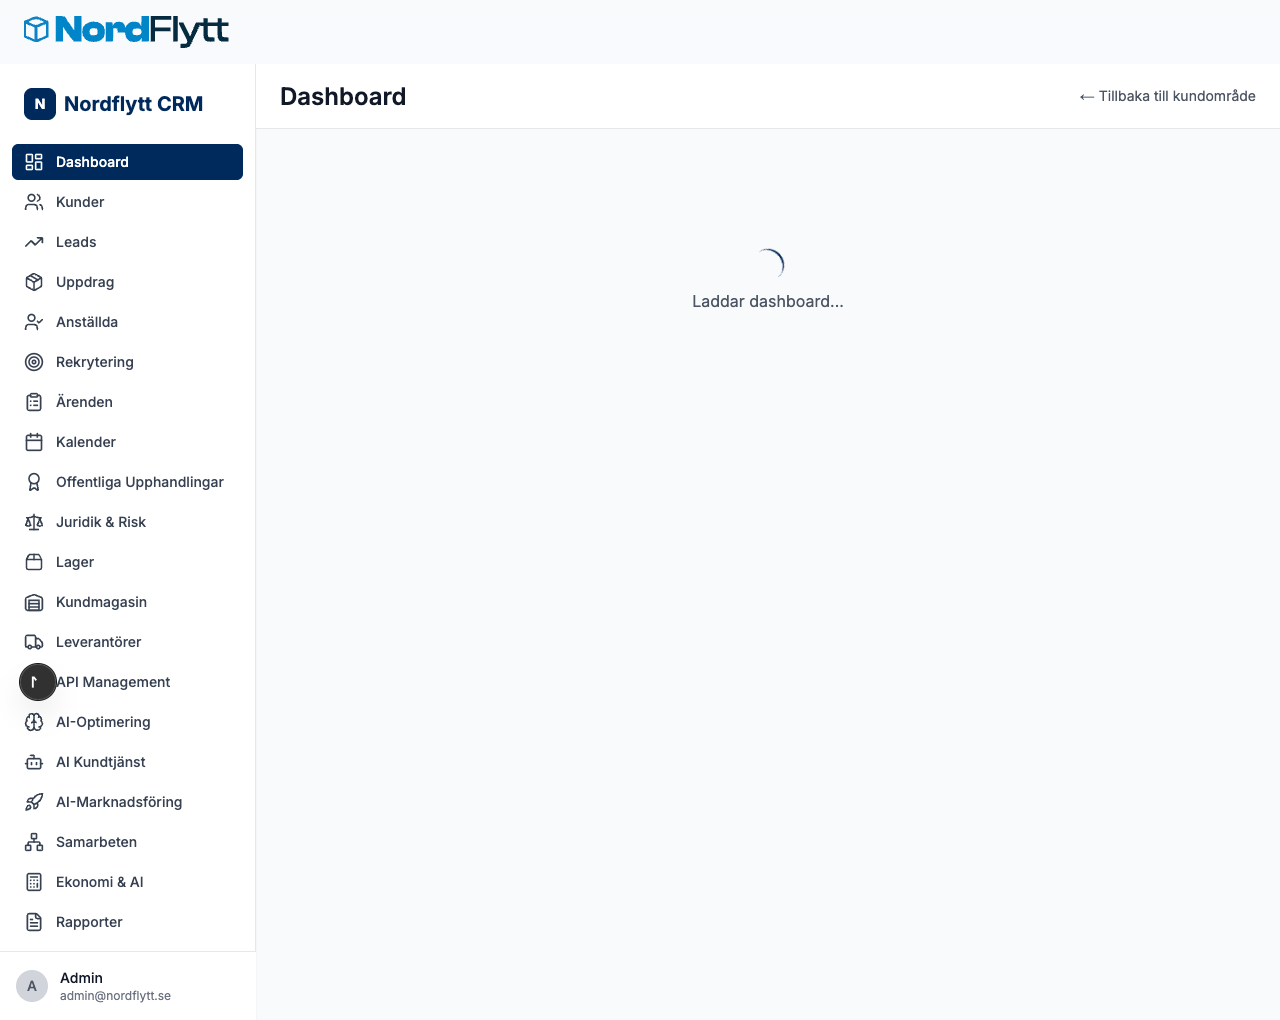 NordFlytt
N Nordflytt CRM
Dashboard
← Tillbaka till kundområde
Dashboard
Kunder
Leads
Uppdrag
Anställda
Rekrytering
Ärenden
Kalender
Offentliga Upphandlingar
Juridik & Risk
Lager
Kundmagasin
Leverantörer
API Management
AI-Optimering
AI Kundtjänst
AI-Marknadsföring
Samarbeten
Ekonomi & AI
Rapporter
Laddar dashboard...
A
Admin
admin@nordflytt.se